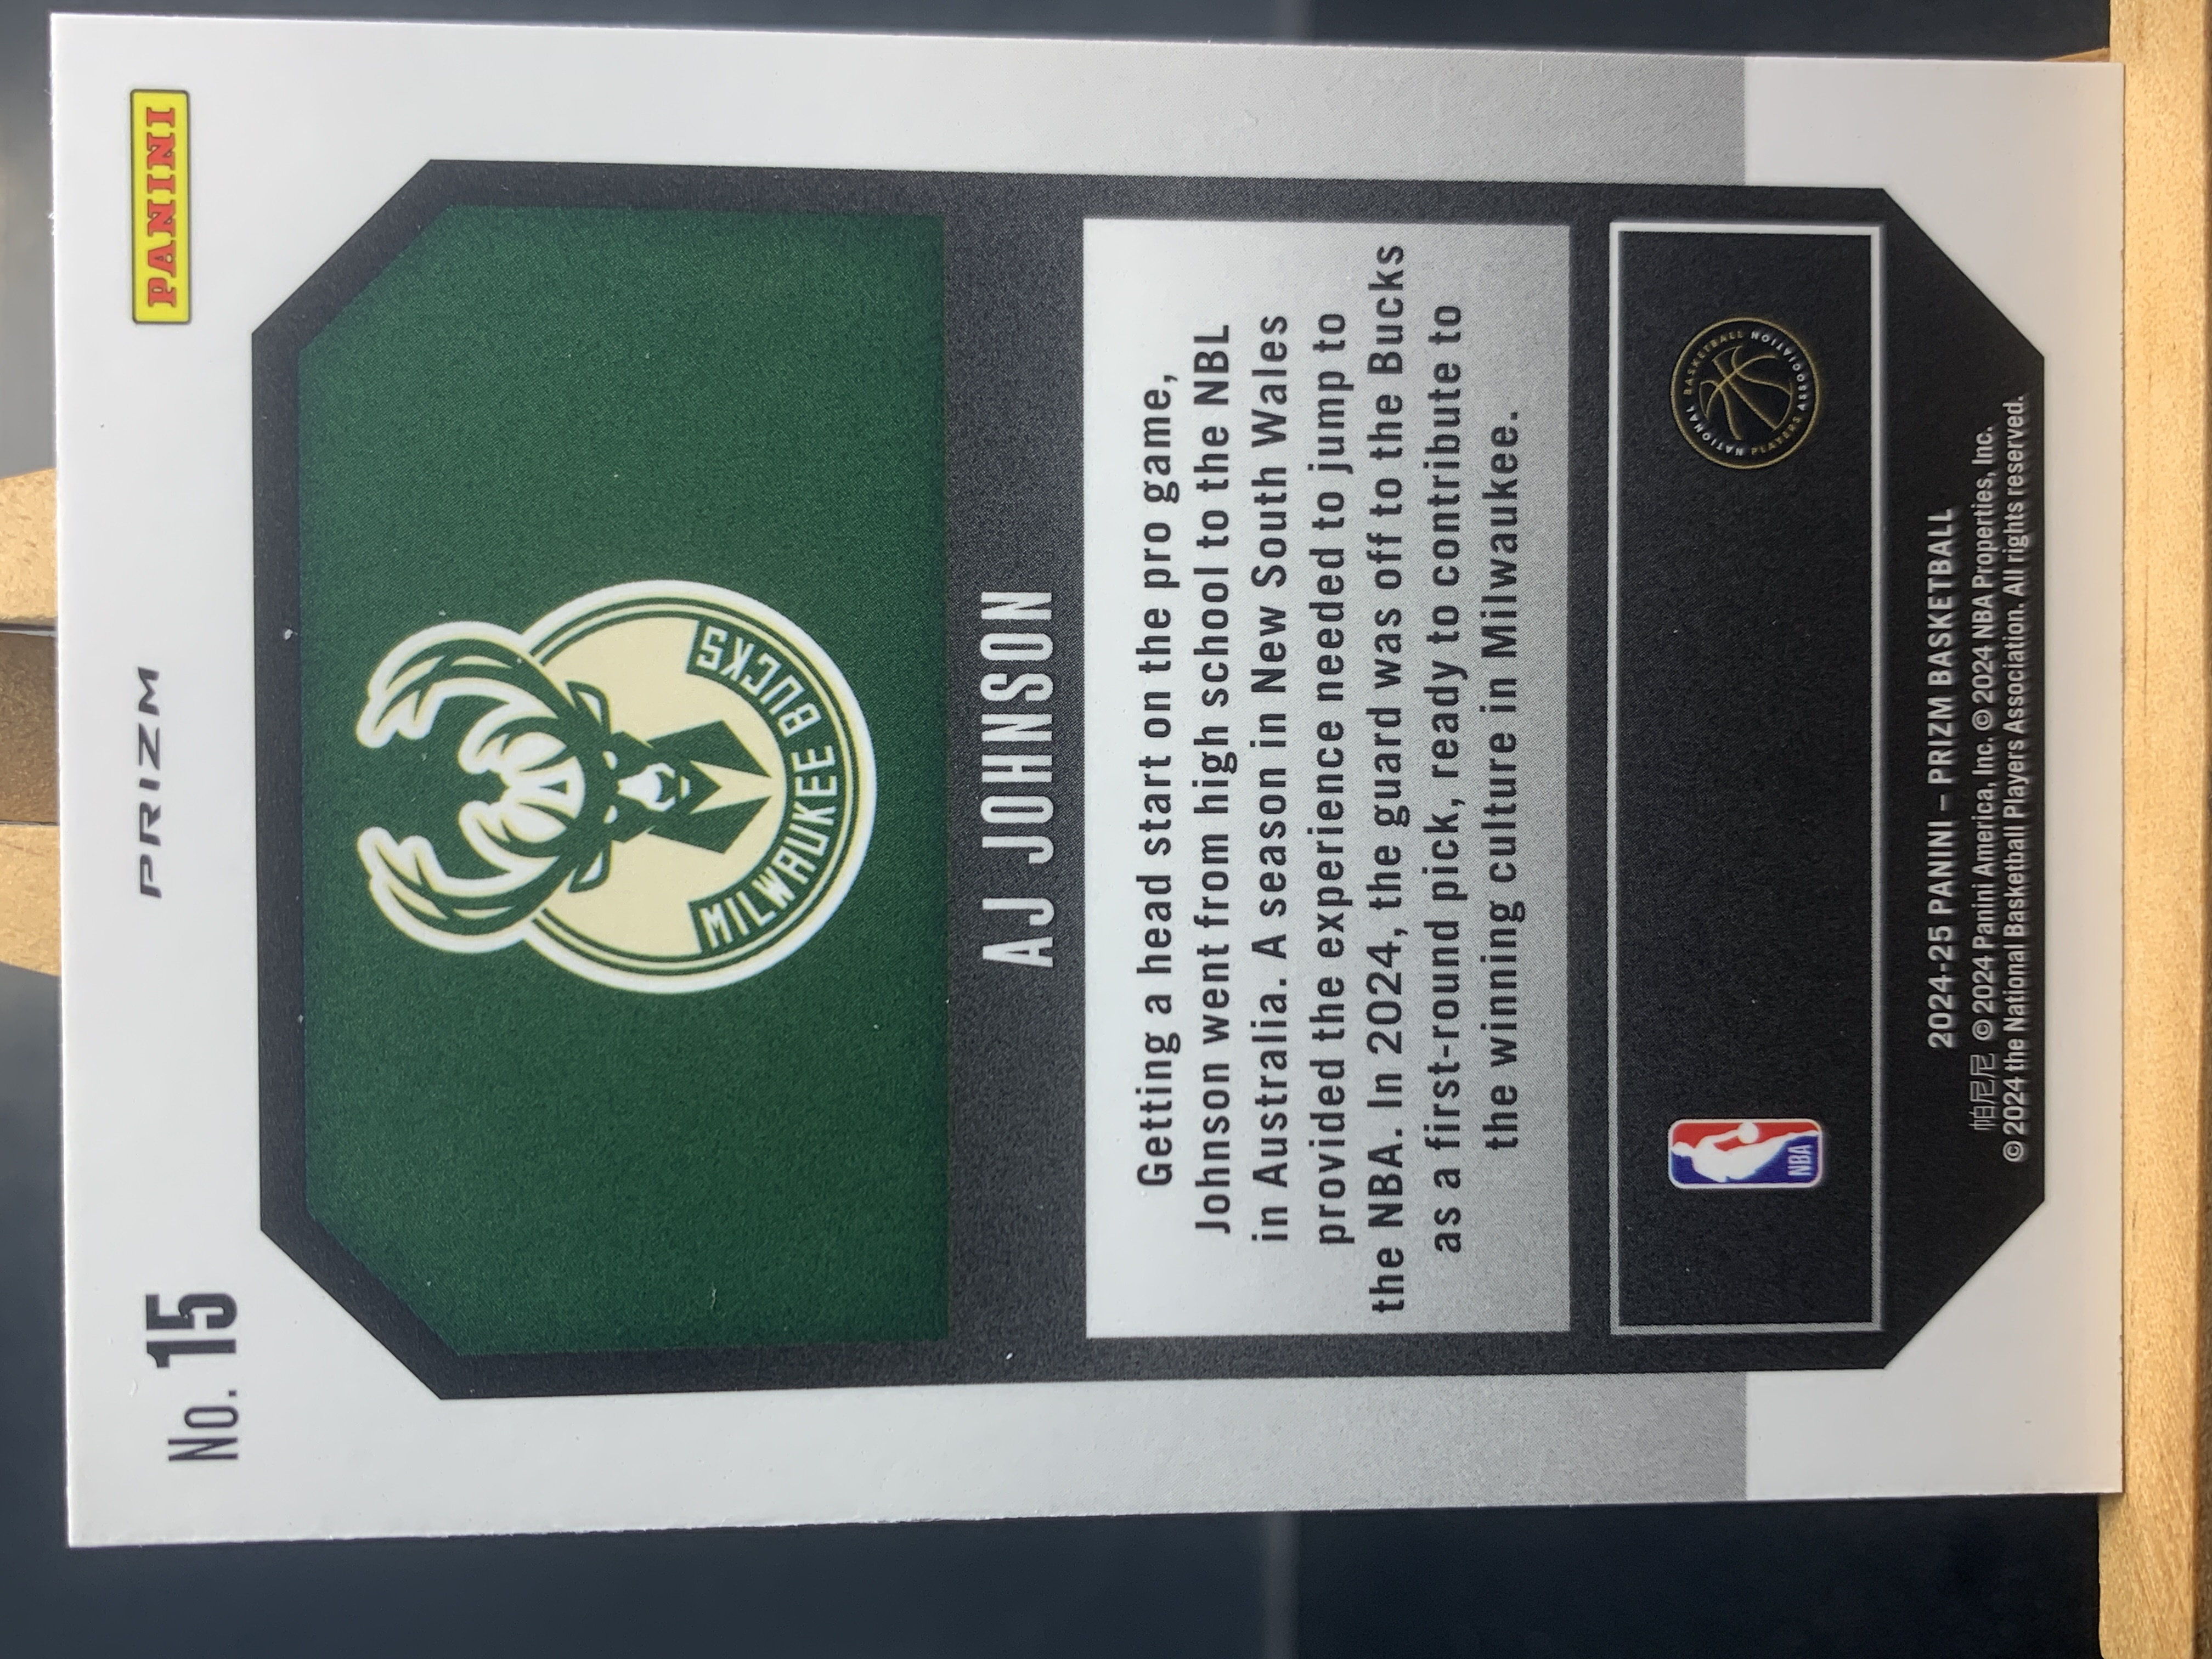 No. 15
PRIZM
PANINI
MILWAUKEE BUCKS
AJ JOHNSON
Getting a head start on the pro game,
Johnson went from high school to the NBL
in Australia. A season in New South Wales
provided the experience needed to jump to
the NBA. In 2024, the guard was off to the Bucks
as a first-round pick, ready to contribute to
the winning culture in Milwaukee.
NBA
NATIONAL BASKETBALL PLAYERS ASSOCIATION
2024-25 PANINI – PRIZM BASKETBALL
帕尼尼 © 2024 Panini America, Inc. © 2024 NBA Properties, Inc.
© 2024 the National Basketball Players Association. All rights reserved.